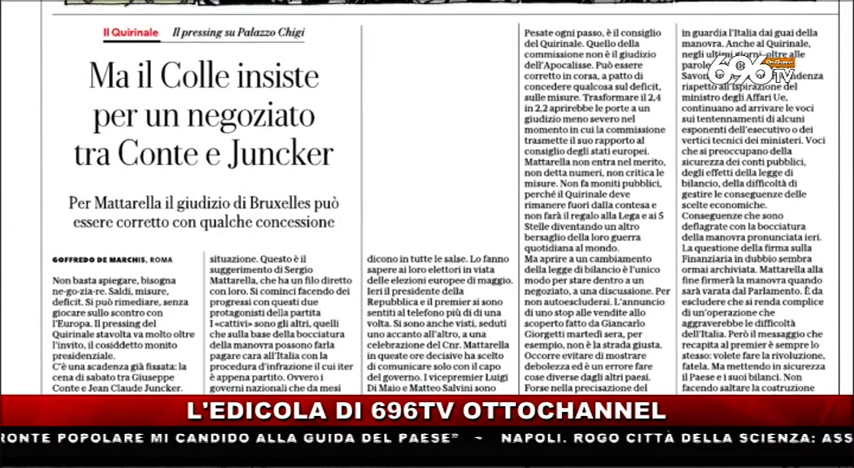 Il Quirinale Il pressing su Palazzo Chigi
Ma il Colle insiste
per un negoziato
tra Conte e Juncker
Per Mattarella il giudizio di Bruxelles può
essere corretto con qualche concessione
GOFFREDO DE MARCHIS, ROMA
Non basta spiegare, bisogna
ne-go-zia-re. Saldi, misure,
deficit. Si può rimediare, senza
giocare sullo scontro con
l'Europa. Il pressing del
Quirinale stavolta va molto oltre
l'invito, il cosiddetto monito
presidenziale.
C'è una scadenza già fissata: la
cena di sabato tra Giuseppe
Conte e Jean Claude Juncker.
situazione. Questo è il
suggerimento di Sergio
Mattarella, che ha un filo diretto
con loro. Si cominci facendo dei
progressi con questi due
protagonisti della partita
I «cattivi» sono gli altri, quelli
che sulla base della bocciatura
della manovra possono farla
pagare cara all'Italia con la
procedura d'infrazione il cui iter
è appena partito. Ovvero i
governi nazionali che da mesi
dicono in tutte le salse. Lo fanno
sapere ai loro elettori in vista
delle elezioni europee di maggio.
Ieri il presidente della
Repubblica e il premier si sono
sentiti al telefono più di di una
volta. Si sono anche visti, seduti
uno accanto all'altro, a una
celebrazione del Cnr. Mattarella
in queste ore decisive ha scelto
di comunicare solo con il capo
del governo. I vicepremier Luigi
Di Maio e Matteo Salvini sono
Pesate ogni passo, è il consiglio
del Quirinale. Quello della
commissione non è il giudizio
dell'Apocalisse. Può essere
corretto in corsa, a patto di
concedere qualcosa sul deficit,
sulle misure. Trasformare il 2,4
in 2,2 aprirebbe le porte a un
giudizio meno severo nel
momento in cui la commissione
trasmette il suo rapporto al
consiglio degli stati europei.
Mattarella non entra nel merito,
non detta numeri, non critica le
misure. Non fa moniti pubblici,
perché il Quirinale deve
rimanere fuori dalla contesa e
non farà il regalo alla Lega e ai 5
Stelle diventando un altro
bersaglio della loro guerra
quotidiana al mondo.
Ma aprire a un cambiamento
della legge di bilancio è l'unico
modo per stare dentro a un
negoziato, a una discussione. Per
non autoescludersi. L'annuncio
di uno stop alle vendite allo
scoperto fatto da Giancarlo
Giorgetti martedì sera, per
esempio, non è la strada giusta.
Occorre evitare di mostrare
debolezza ed è un errore fare
cose diverse dagli altri paesi.
Forse nella precisazione del
in guardia l'Italia dai guai della
manovra. Anche al Quirinale,
negli ultimi giorni, oltre alle
parole
Savon
rispetto all'ispirazione del
ministro degli Affari Ue,
continuano ad arrivare le voci
sui tentennamenti di alcuni
esponenti dell'esecutivo o dei
vertici tecnici dei ministeri. Voci
che si preoccupano della
sicurezza dei conti pubblici,
degli effetti della legge di
bilancio, della difficoltà di
gestire le conseguenze delle
scelte economiche.
Conseguenze che sono
deflagrate con la bocciatura
della manovra pronunciata ieri.
La questione della firma sulla
Finanziaria in dubbio sembra
ormai archiviata. Mattarella alla
fine firmerà la manovra quando
sarà varata dal Parlamento. È da
escludere che si renda complice
di un'operazione che
aggraverebbe le difficoltà
dell'Italia. Però il messaggio che
recapita al premier è sempre lo
stesso: volete fare la rivoluzione,
fatela. Ma mettendo in sicurezza
il Paese e i suoi bilanci. Non
facendo saltare la costruzione
696
TV
L'EDICOLA DI 696TV OTTOCHANNEL
RONTE POPOLARE MI CANDIDO ALLA GUIDA DEL PAESE" ~ NAPOLI. ROGO CITTÀ DELLA SCIENZA: ASS